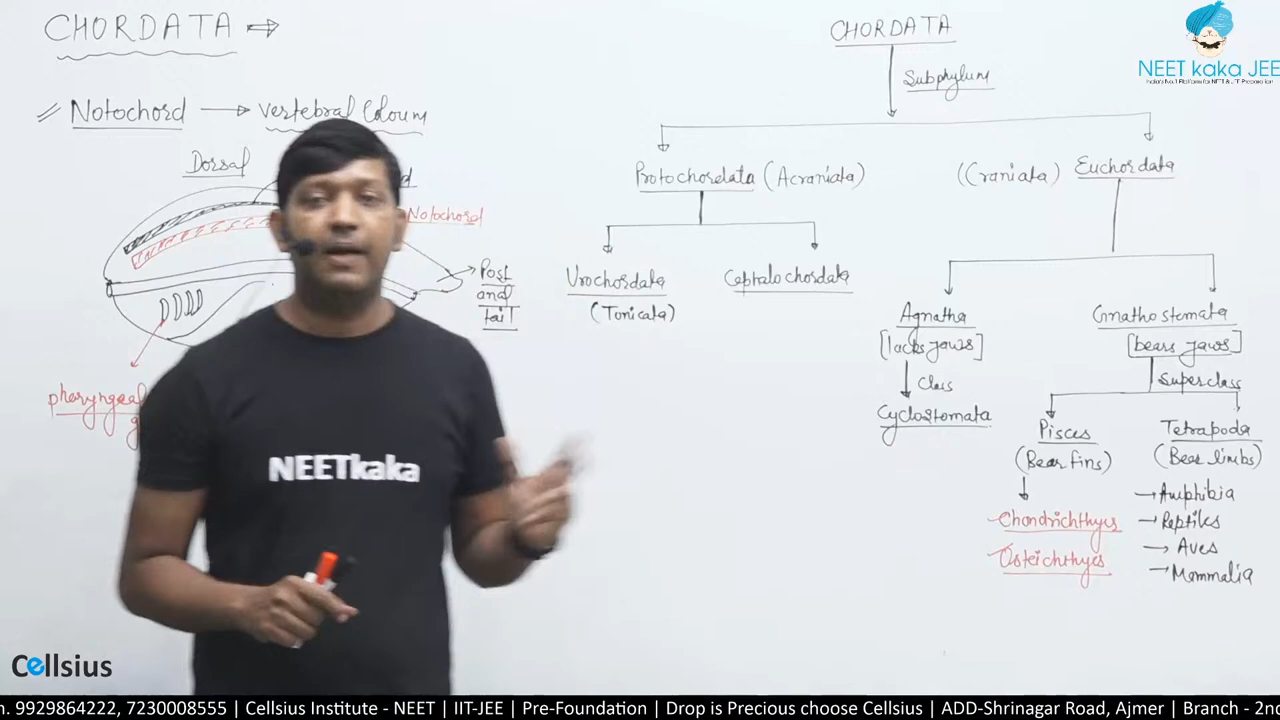 CHORDATA ⇒
Notochord → vertebral Coloum
Dorsal
Notochord
Post
anal
tail
pharyngeal
g
CHORDATA
Subphylum
Protochordata (Acraniata)
((raniata) Euchordata
Urochordata
(Tunicata)
Cephalochordata
Agnatha
[lacks jaws]
Class
Cyclostomata
Gnathostomata
[bears jaws]
Superclass
Pisces
(Bear fins)
Chondrichthyes
Osteichthyes
Tetrapoda
(Bear limbs)
→ Amphibia
→ Reptiles
→ Aves
→ Mammalia
NEET kaka JEE
NEETkaka
Cellsius
n. 9929864222, 7230008555 | Cellsius Institute - NEET | IIT-JEE | Pre-Foundation | Drop is Precious choose Cellsius | ADD-Shrinagar Road, Ajmer | Branch - 2nd